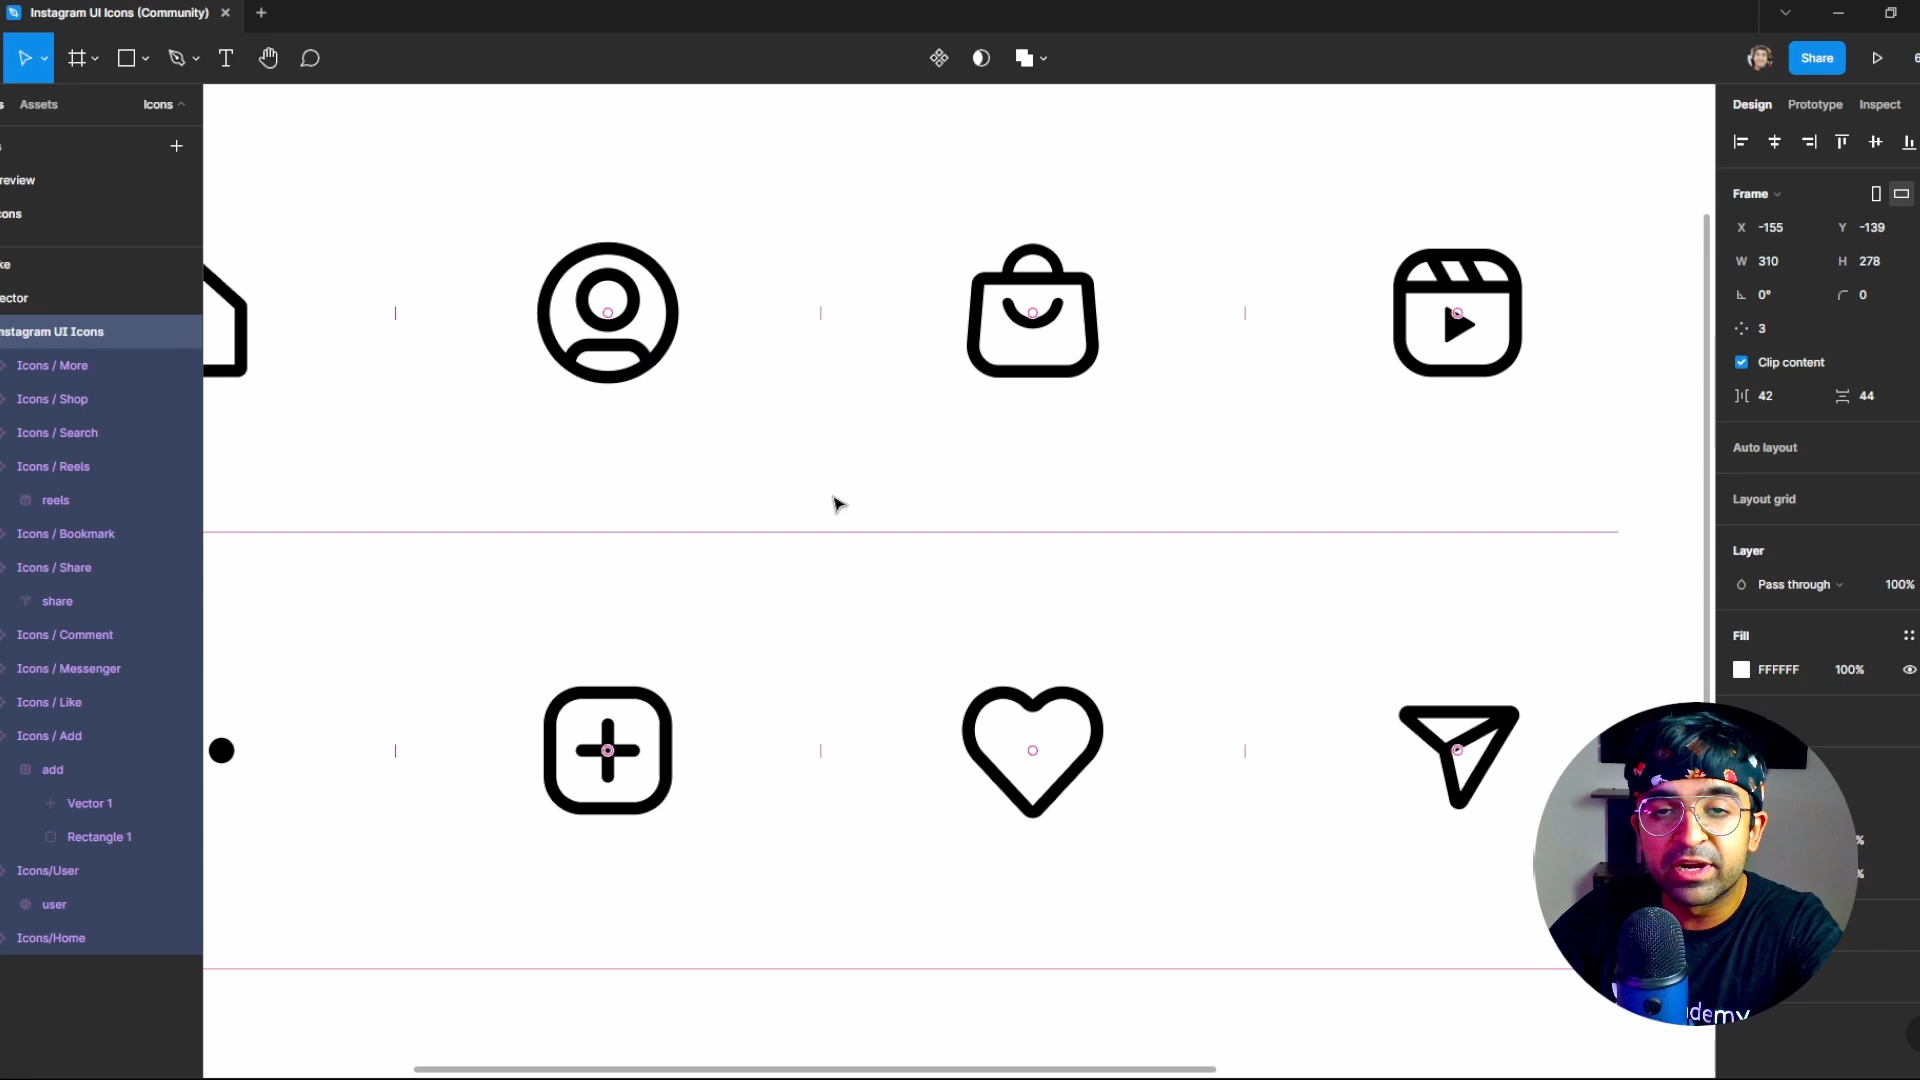 Instagram UI Icons (Community)
Share
6
s
Assets
Icons
Design
Prototype
Inspect
s
review
cons
ke
ector
nstagram UI Icons
Icons / More
Icons / Shop
Icons / Search
Icons / Reels
reels
Icons / Bookmark
Icons / Share
share
Icons / Comment
Icons / Messenger
Icons / Like
Icons / Add
add
Vector 1
Rectangle 1
Icons/User
user
Icons/Home
Frame
X -155 Y -139
W 310 H 278
0° 0
3
Clip content
42 44
Auto layout
Layout grid
Layer
Pass through 100%
Fill
FFFFFF 100%
%
%
demy